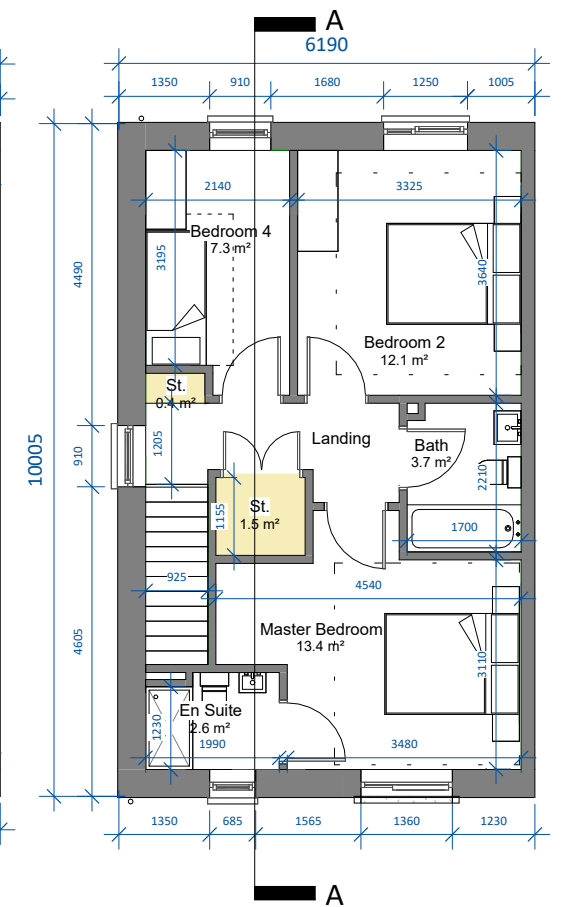 A
6190
1350 910 1680 1250 1005
2140 3325
Bedroom 4
7.3 m²
3195
3640
4490
Bedroom 2
12.1 m²
St.
0.4 m²
Landing
Bath
3.7 m²
1205
910
10005
2210
St.
1.5 m²
1155
1700
925
4540
Master Bedroom
13.4 m²
4605
3110
En Suite
2.6 m²
1230
1990 3480
1350 685 1565 1360 1230
A